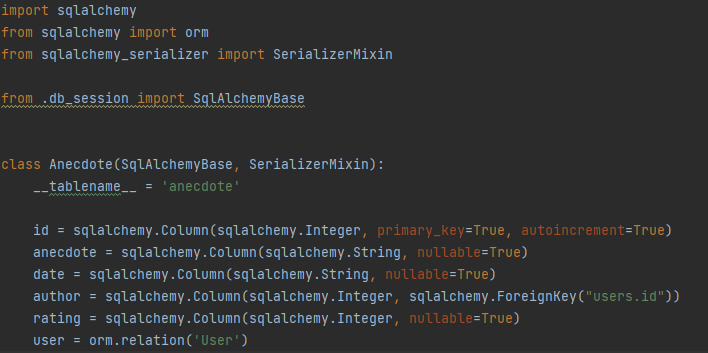 import sqlalchemy
from sqlalchemy import orm
from sqlalchemy_serializer import SerializerMixin
from .db_session import SqlAlchemyBase
class Anecdote(SqlAlchemyBase, SerializerMixin):
__tablename__ = 'anecdote'
id = sqlalchemy.Column(sqlalchemy.Integer, primary_key=True, autoincrement=True)
anecdote = sqlalchemy.Column(sqlalchemy.String, nullable=True)
date = sqlalchemy.Column(sqlalchemy.String, nullable=True)
author = sqlalchemy.Column(sqlalchemy.Integer, sqlalchemy.ForeignKey("users.id"))
rating = sqlalchemy.Column(sqlalchemy.Integer, nullable=True)
user = orm.relation('User')